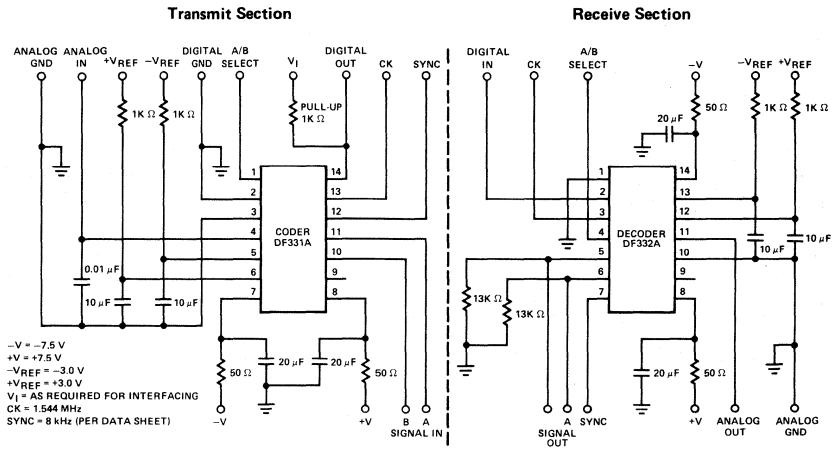 Transmit Section
Receive Section
ANALOG GND
ANALOG IN
+VREF
−VREF
DIGITAL GND
A/B SELECT
VI
DIGITAL OUT
CK
SYNC
DIGITAL IN
CK
A/B SELECT
−V
−VREF
+VREF
1K Ω
1K Ω
PULL-UP
1K Ω
50 Ω
1K Ω
1K Ω
20 μF
1
2
3
4
5
6
7
14
13
12
11
10
9
8
CODER
DF331A
1
2
3
4
5
6
7
14
13
12
11
10
9
8
DECODER
DF332A
0.01 μF
10 μF
10 μF
10 μF
10 μF
13K Ω
13K Ω
50 Ω
20 μF
20 μF
50 Ω
20 μF
50 Ω
−V = −7.5 V
+V = +7.5 V
−VREF = −3.0 V
+VREF = +3.0 V
VI = AS REQUIRED FOR INTERFACING
CK = 1.544 MHz
SYNC = 8 kHz (PER DATA SHEET)
−V
+V
B
A
SIGNAL IN
A
SIGNAL OUT
SYNC
+V
ANALOG OUT
ANALOG GND